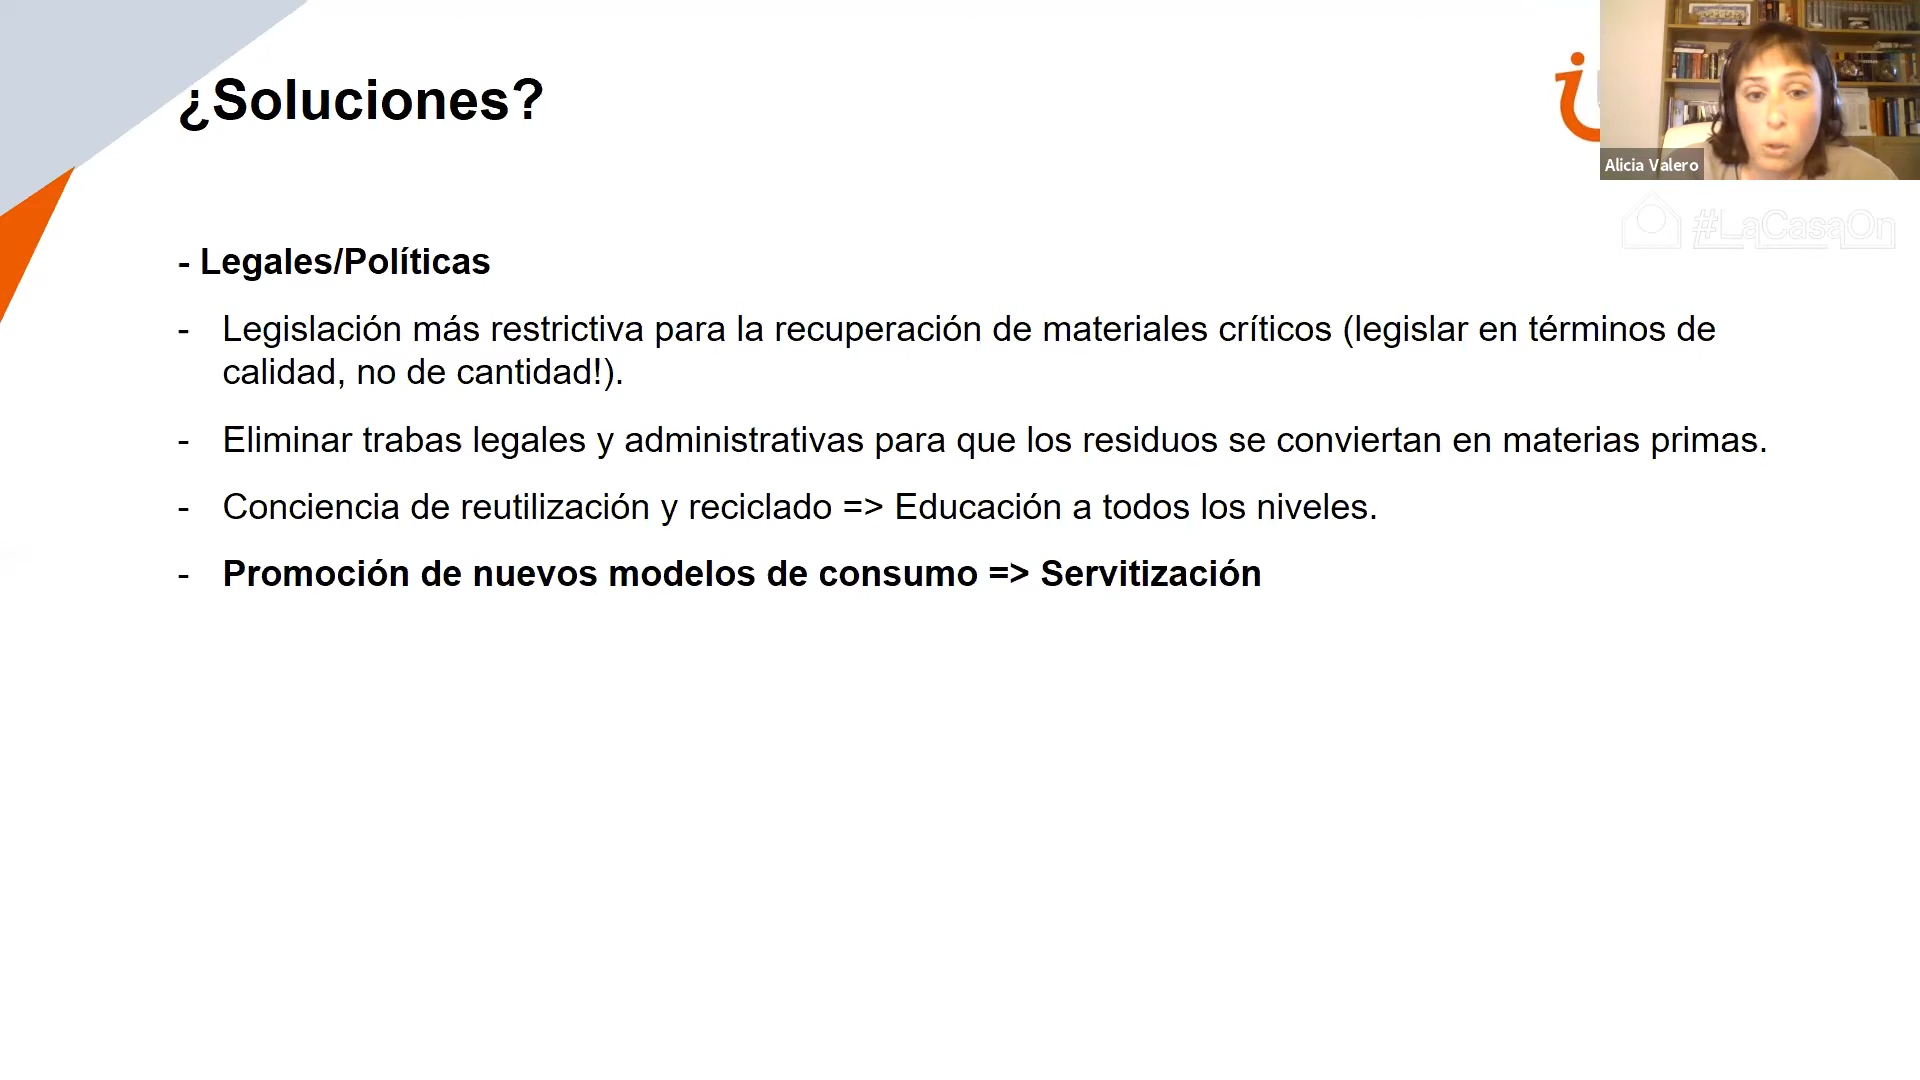 ¿Soluciones?
Alicia Valero
#LaCasaOn
- Legales/Políticas
- Legislación más restrictiva para la recuperación de materiales críticos (legislar en términos de
calidad, no de cantidad!).
- Eliminar trabas legales y administrativas para que los residuos se conviertan en materias primas.
- Conciencia de reutilización y reciclado => Educación a todos los niveles.
- Promoción de nuevos modelos de consumo => Servitización